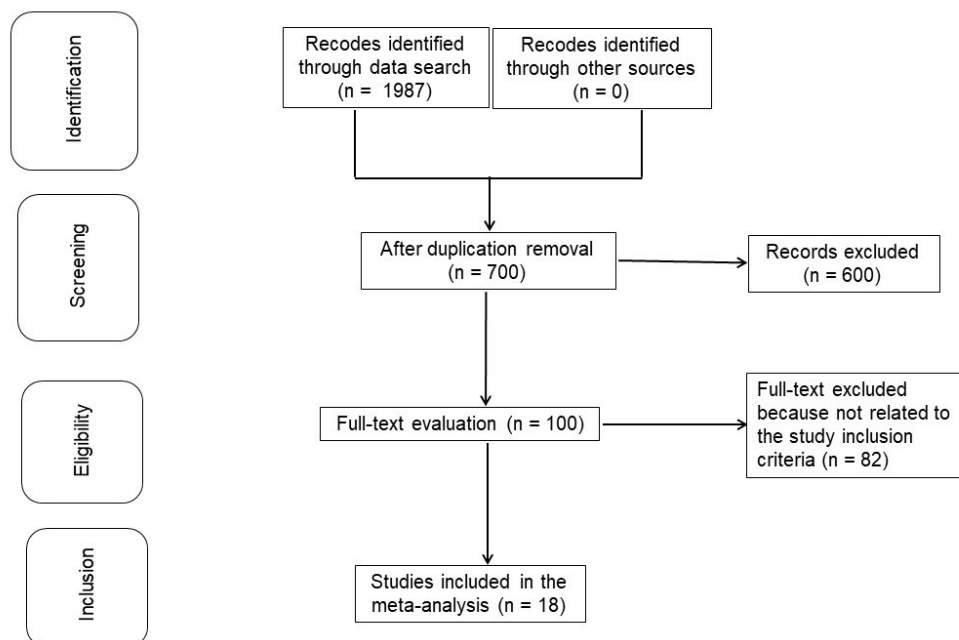 Identification
Recodes identified
through data search
(n =  1987)
Recodes identified
through other sources
(n = 0)
Screening
After duplication removal
(n = 700)
Records excluded
(n = 600)
Eligibility
Full-text evaluation (n = 100)
Full-text excluded
because not related to
the study inclusion
criteria (n = 82)
Inclusion
Studies included in the
meta-analysis (n = 18)